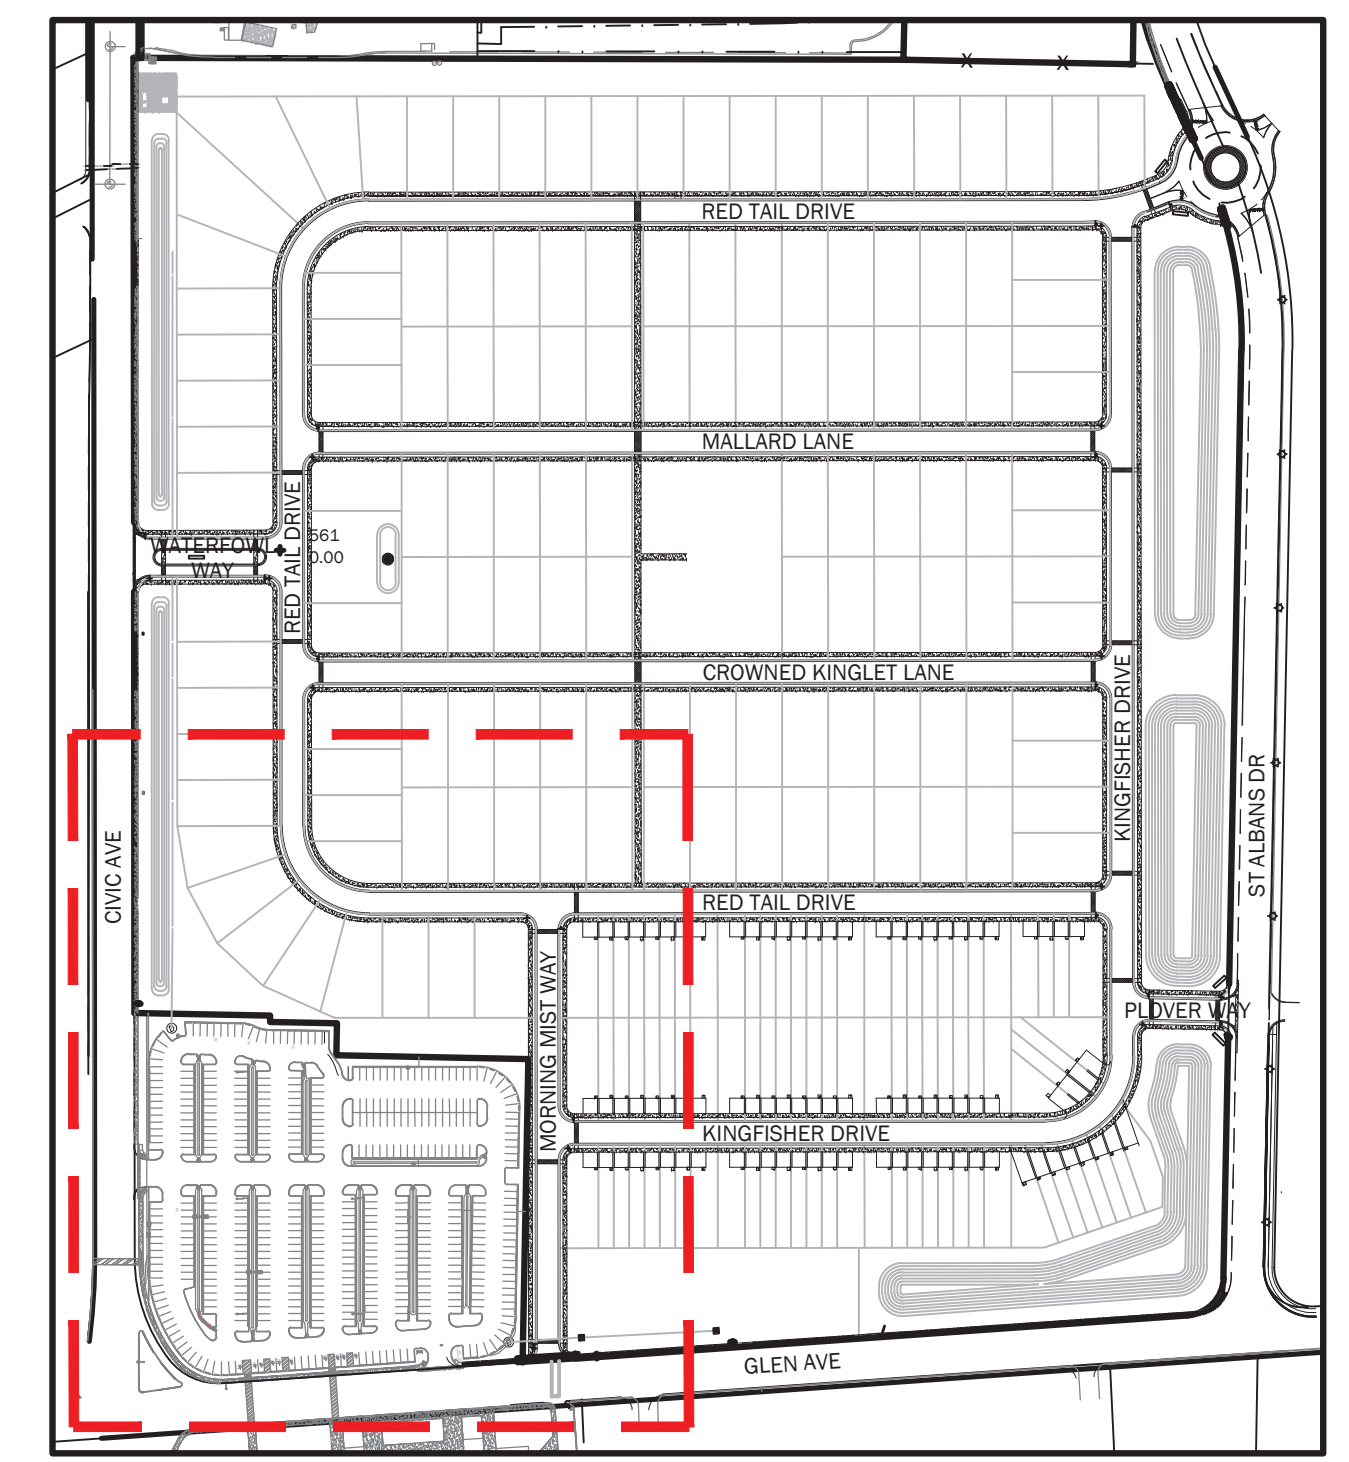 X X
RED TAIL DRIVE
MALLARD LANE
RED TAIL DRIVE
561
0.00
WATERFOWL
WAY
CROWNED KINGLET LANE
KINGFISHER DRIVE
ST ALBANS DR
CIVIC AVE
RED TAIL DRIVE
MORNING MIST WAY
PLOVER WAY
KINGFISHER DRIVE
GLEN AVE